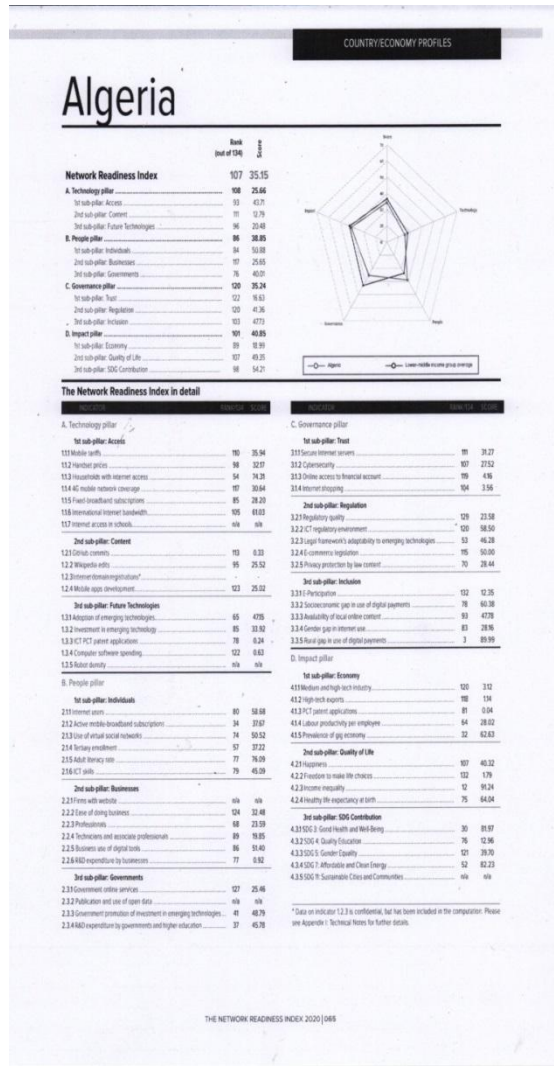 COUNTRY/ECONOMY PROFILES
Algeria
Rank
(out of 134)
Score
Network Readiness Index 107 35.15
A. Technology pillar 108 25.66
1st sub-pillar: Access 93 43.71
2nd sub-pillar: Content 111 12.79
3rd sub-pillar: Future Technologies 96 20.48
B. People pillar 86 38.85
1st sub-pillar: Individuals 84 50.88
2nd sub-pillar: Businesses 117 25.65
3rd sub-pillar: Governments 76 40.01
C. Governance pillar 120 35.24
1st sub-pillar: Trust 122 16.63
2nd sub-pillar: Regulation 120 41.36
3rd sub-pillar: Inclusion 103 47.73
D. Impact pillar 101 40.85
1st sub-pillar: Economy 89 18.99
2nd sub-pillar: Quality of Life 107 49.35
3rd sub-pillar: SDG Contribution 98 54.21
Technology
People
Governance
Impact
Algeria
Lower-middle income group average
The Network Readiness Index in detail
INDICATOR RANK/134 SCORE
A. Technology pillar
1st sub-pillar: Access
1.1.1 Mobile tariffs 110 35.94
1.1.2 Handset prices 98 32.17
1.1.3 Households with internet access 54 74.31
1.1.4 4G mobile network coverage 117 30.64
1.1.5 Fixed-broadband subscriptions 85 28.20
1.1.6 International Internet bandwidth 105 61.03
1.1.7 Internet access in schools n/a n/a
2nd sub-pillar: Content
1.2.1 GitHub commits 113 0.33
1.2.2 Wikipedia edits 95 25.52
1.2.3 Internet domain registrations* - -
1.2.4 Mobile apps development 123 25.02
3rd sub-pillar: Future Technologies
1.3.1 Adoption of emerging technologies 65 47.15
1.3.2 Investment in emerging technology 85 33.92
1.3.3 ICT PCT patent applications 78 0.24
1.3.4 Computer software spending 122 0.63
1.3.5 Robot density n/a n/a
B. People pillar
1st sub-pillar: Individuals
2.1.1 Internet users 80 58.68
2.1.2 Active mobile-broadband subscriptions 34 37.67
2.1.3 Use of virtual social networks 74 50.52
2.1.4 Tertiary enrollment 57 37.22
2.1.5 Adult literacy rate 77 76.09
2.1.6 ICT skills 79 45.09
2nd sub-pillar: Businesses
2.2.1 Firms with website n/a n/a
2.2.2 Ease of doing business 124 32.48
2.2.3 Professionals 68 23.59
2.2.4 Technicians and associate professionals 89 19.85
2.2.5 Business use of digital tools 86 51.40
2.2.6 R&D expenditure by businesses 77 0.92
3rd sub-pillar: Governments
2.3.1 Government online services 127 25.46
2.3.2 Publication and use of open data n/a n/a
2.3.3 Government promotion of investment in emerging technologies 41 48.79
2.3.4 R&D expenditure by governments and higher education 37 45.78
INDICATOR RANK/134 SCORE
C. Governance pillar
1st sub-pillar: Trust
3.1.1 Secure Internet servers 111 31.27
3.1.2 Cybersecurity 107 27.52
3.1.3 Online access to financial account 119 4.16
3.1.4 Internet shopping 104 3.56
2nd sub-pillar: Regulation
3.2.1 Regulatory quality 129 23.58
3.2.2 ICT regulatory environment 120 58.50
3.2.3 Legal framework's adaptability to emerging technologies 53 46.28
3.2.4 E-commerce legislation 115 50.00
3.2.5 Privacy protection by law content 70 28.44
3rd sub-pillar: Inclusion
3.3.1 E-Participation 132 12.35
3.3.2 Socioeconomic gap in use of digital payments 78 60.38
3.3.3 Availability of local online content 93 47.78
3.3.4 Gender gap in internet use 83 28.16
3.3.5 Rural gap in use of digital payments 3 89.99
D. Impact pillar
1st sub-pillar: Economy
4.1.1 Medium and high-tech industry 120 3.12
4.1.2 High-tech exports 118 1.14
4.1.3 PCT patent applications 81 0.04
4.1.4 Labour productivity per employee 64 28.02
4.1.5 Prevalence of gig economy 32 62.63
2nd sub-pillar: Quality of Life
4.2.1 Happiness 107 40.32
4.2.2 Freedom to make life choices 132 1.79
4.2.3 Income inequality 12 91.24
4.2.4 Healthy life expectancy at birth 75 64.04
3rd sub-pillar: SDG Contribution
4.3.1 SDG 3: Good Health and Well-Being 30 81.97
4.3.2 SDG 4: Quality Education 76 12.96
4.3.3 SDG 5: Gender Equality 121 39.70
4.3.4 SDG 7: Affordable and Clean Energy 52 82.23
4.3.5 SDG 11: Sustainable Cities and Communities n/a n/a
* Data on indicator 1.2.3 is confidential, but has been included in the computation. Please
see Appendix I: Technical Notes for further details.
THE NETWORK READINESS INDEX 2020 | 065